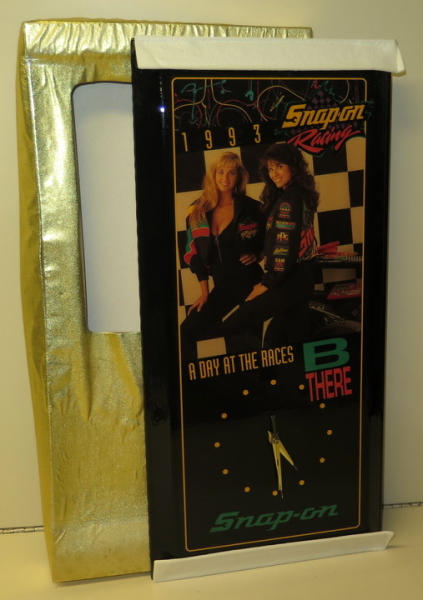 Snap-on
Racing
1993
A DAY AT THE RACES
B
THERE
Snap-on